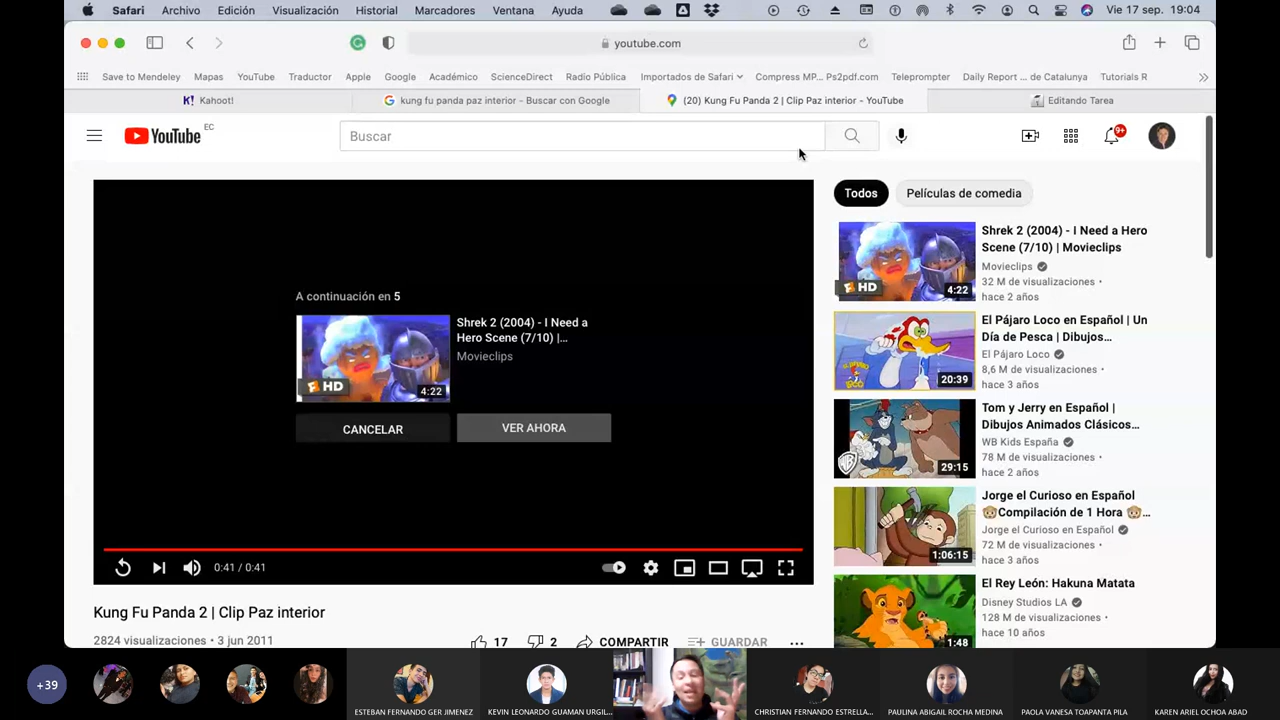 Safari Archivo Edición Visualización Historial Marcadores Ventana Ayuda Vie 17 sep. 19:04
youtube.com
Save to Mendeley Mapas YouTube Traductor Apple Google Académico ScienceDirect Radio Pública Importados de Safari Compress MP... Ps2pdf.com Teleprompter Daily Report ... de Catalunya Tutorials R
K! Kahoot! kung fu panda paz interior - Buscar con Google (20) Kung Fu Panda 2 | Clip Paz interior - YouTube Editando Tarea
YouTube EC
Buscar
9+
Todos Películas de comedia
A continuación en 5
HD
4:22
Shrek 2 (2004) - I Need a
Hero Scene (7/10) |...
Movieclips
CANCELAR VER AHORA
0:41 / 0:41
Kung Fu Panda 2 | Clip Paz interior
2824 visualizaciones • 3 jun 2011
17 2 COMPARTIR GUARDAR ...
HD
4:22
Shrek 2 (2004) - I Need a Hero
Scene (7/10) | Movieclips
Movieclips
32 M de visualizaciones •
hace 2 años
20:39
El Pájaro Loco en Español | Un
Día de Pesca | Dibujos...
El Pájaro Loco
8,6 M de visualizaciones •
hace 3 años
29:15
Tom y Jerry en Español |
Dibujos Animados Clásicos...
WB Kids España
78 M de visualizaciones •
hace 2 años
1:06:15
Jorge el Curioso en Español
🐵Compilación de 1 Hora 🐵...
Jorge el Curioso en Español
72 M de visualizaciones •
hace 3 años
1:48
El Rey León: Hakuna Matata
Disney Studios LA
128 M de visualizaciones •
hace 10 años
+39
ESTEBAN FERNANDO GER JIMENEZ
KEVIN LEONARDO GUAMAN URGIL...
CHRISTIAN FERNANDO ESTRELLA...
PAULINA ABIGAIL ROCHA MEDINA
PAOLA VANESA TOAPANTA PILA
KAREN ARIEL OCHOA ABAD